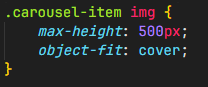 .carousel-item img {
    max-height: 500px;
    object-fit: cover;
}